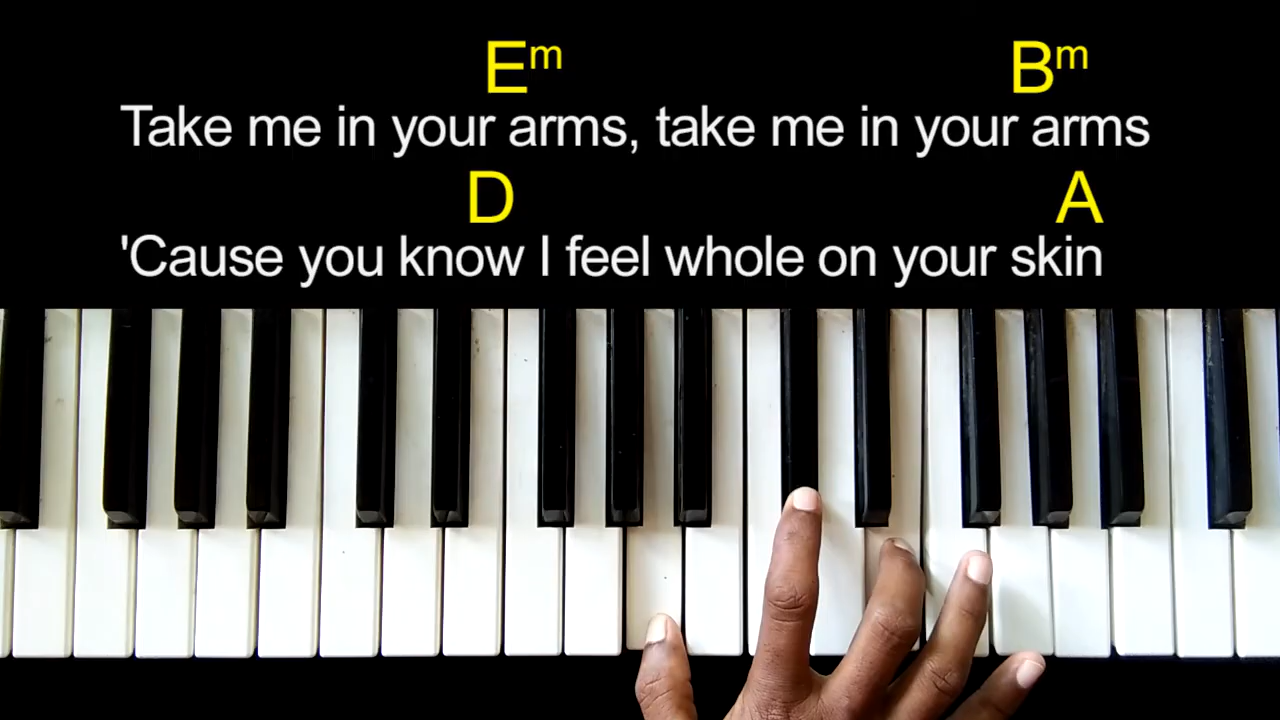 Em Bm
Take me in your arms, take me in your arms
D A
'Cause you know I feel whole on your skin